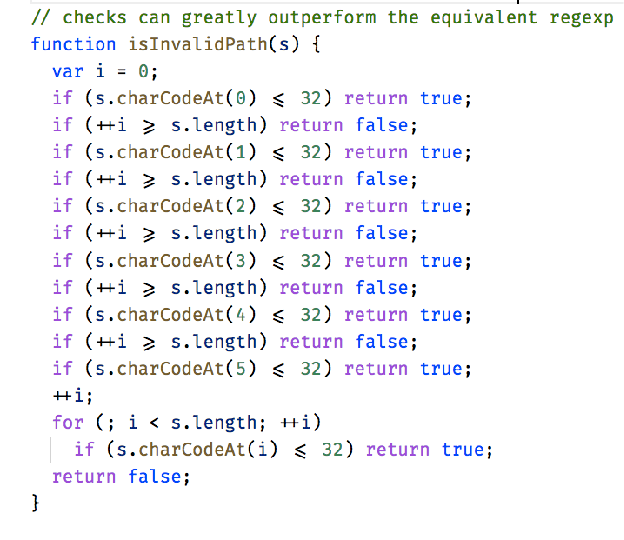 // checks can greatly outperform the equivalent regexp
function isInvalidPath(s) {
  var i = 0;
  if (s.charCodeAt(0) <= 32) return true;
  if (++i >= s.length) return false;
  if (s.charCodeAt(1) <= 32) return true;
  if (++i >= s.length) return false;
  if (s.charCodeAt(2) <= 32) return true;
  if (++i >= s.length) return false;
  if (s.charCodeAt(3) <= 32) return true;
  if (++i >= s.length) return false;
  if (s.charCodeAt(4) <= 32) return true;
  if (++i >= s.length) return false;
  if (s.charCodeAt(5) <= 32) return true;
  ++i;
  for (; i < s.length; ++i)
    if (s.charCodeAt(i) <= 32) return true;
  return false;
}